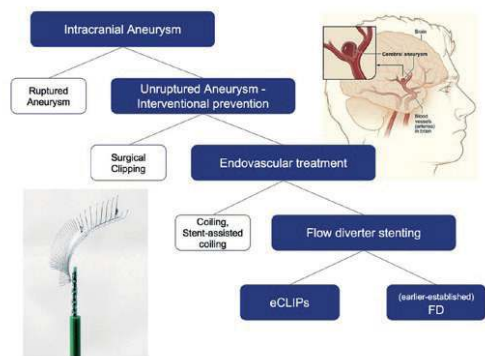 Intracranial Aneurysm
Brain
Cerebral aneurysm
Ruptured
Aneurysm
Unruptured Aneurysm -
Interventional prevention
Blood
vessels
(arteries)
in brain
Surgical
Clipping
Endovascular treatment
Coiling,
Stent-assisted
coiling
Flow diverter stenting
eCLIPs
(earlier-established)
FD